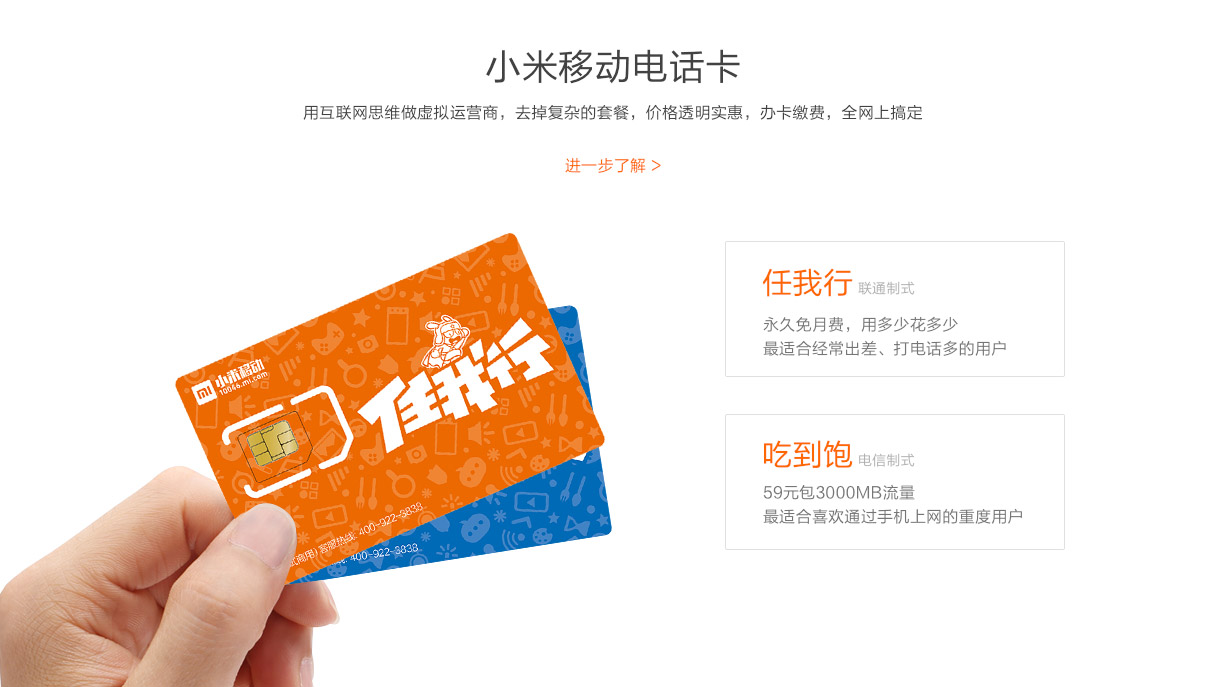 小米移动电话卡
用互联网思维做虚拟运营商，去掉复杂的套餐，价格透明实惠，办卡缴费，全网上搞定
进一步了解 >
小米移动
10046.mi.com
任我行
客服热线: 400-922-3838
400-922-3838
任我行 联通制式
永久免月费，用多少花多少
最适合经常出差、打电话多的用户
吃到饱 电信制式
59元包3000MB流量
最适合喜欢通过手机上网的重度用户